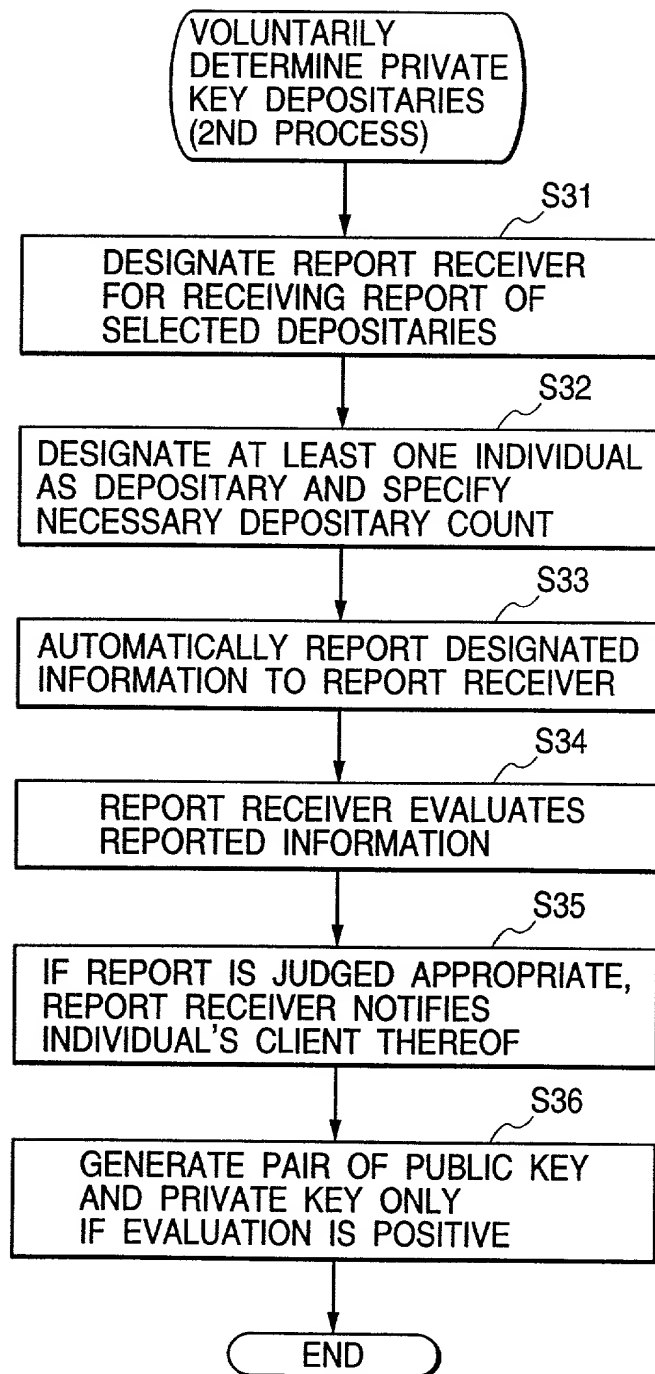 VOLUNTARILY
DETERMINE PRIVATE
KEY DEPOSITARIES
(2ND PROCESS)
S31
DESIGNATE REPORT RECEIVER
FOR RECEIVING REPORT OF
SELECTED DEPOSITARIES
S32
DESIGNATE AT LEAST ONE INDIVIDUAL
AS DEPOSITARY AND SPECIFY
NECESSARY DEPOSITARY COUNT
S33
AUTOMATICALLY REPORT DESIGNATED
INFORMATION TO REPORT RECEIVER
S34
REPORT RECEIVER EVALUATES
REPORTED INFORMATION
S35
IF REPORT IS JUDGED APPROPRIATE,
REPORT RECEIVER NOTIFIES
INDIVIDUAL'S CLIENT THEREOF
S36
GENERATE PAIR OF PUBLIC KEY
AND PRIVATE KEY ONLY
IF EVALUATION IS POSITIVE
END